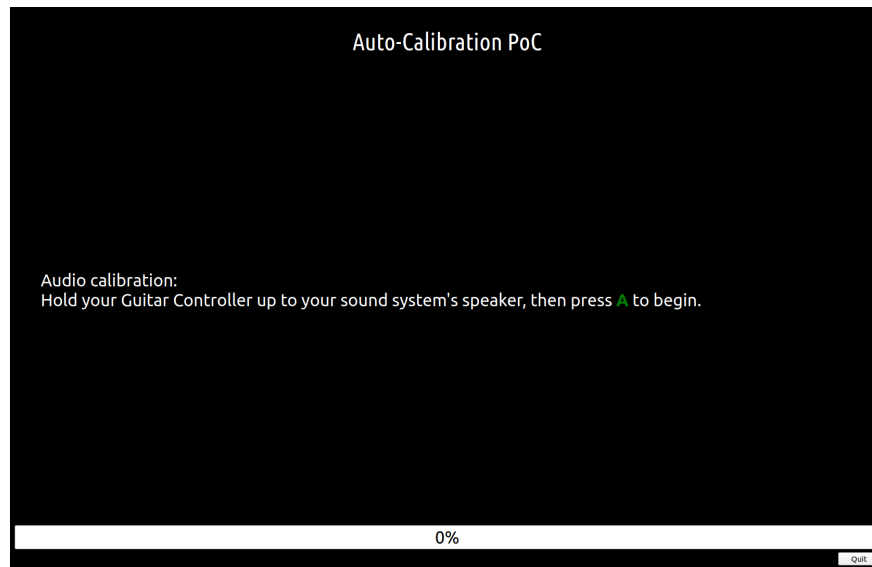 Auto-Calibration PoC
Audio calibration:
Hold your Guitar Controller up to your sound system's speaker, then press A to begin.
0%
Quit